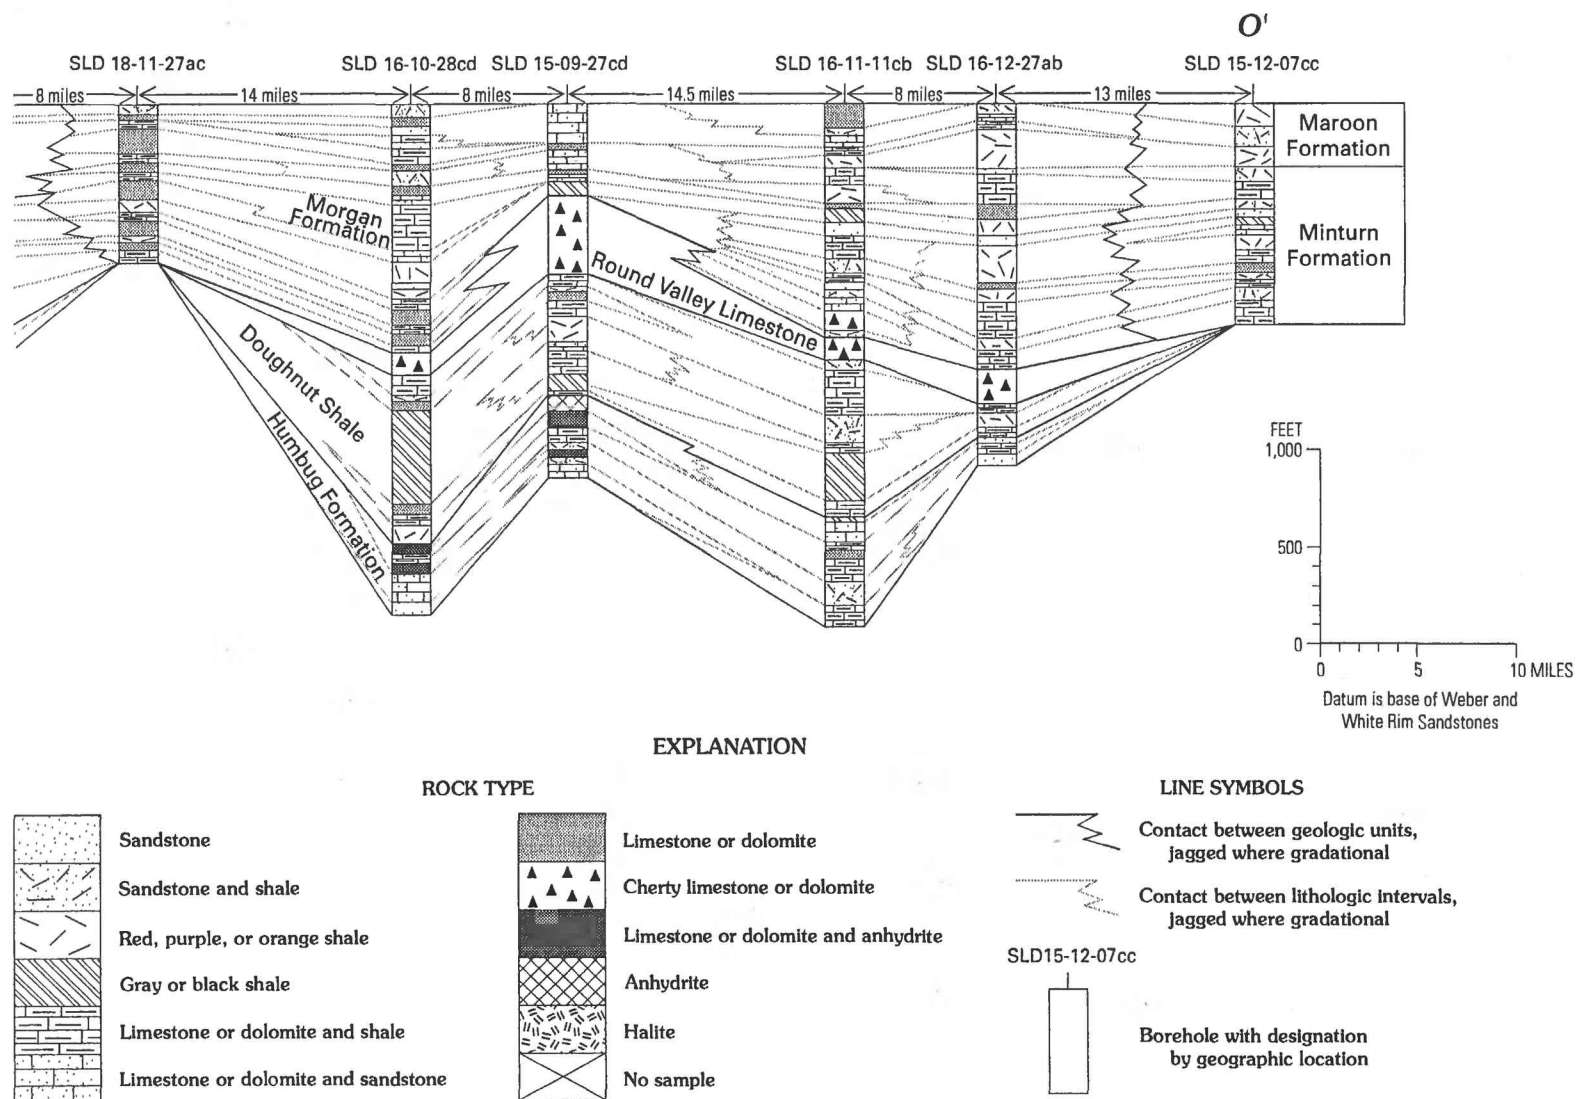 O'
SLD 18-11-27ac SLD 16-10-28cd SLD 15-09-27cd SLD 16-11-11cb SLD 16-12-27ab SLD 15-12-07cc
8 miles 14 miles 8 miles 14.5 miles 8 miles 13 miles
Maroon
Formation
Morgan
Formation
Minturn
Formation
Round Valley Limestone
Doughnut Shale
Humbug Formation
FEET
1,000
500
0
0 5 10 MILES
Datum is base of Weber and
White Rim Sandstones
EXPLANATION
ROCK TYPE
Sandstone
Sandstone and shale
Red, purple, or orange shale
Gray or black shale
Limestone or dolomite and shale
Limestone or dolomite and sandstone
Limestone or dolomite
Cherty limestone or dolomite
Limestone or dolomite and anhydrite
Anhydrite
Halite
No sample
LINE SYMBOLS
Contact between geologic units,
jagged where gradational
Contact between lithologic intervals,
jagged where gradational
SLD15-12-07cc
Borehole with designation
by geographic location